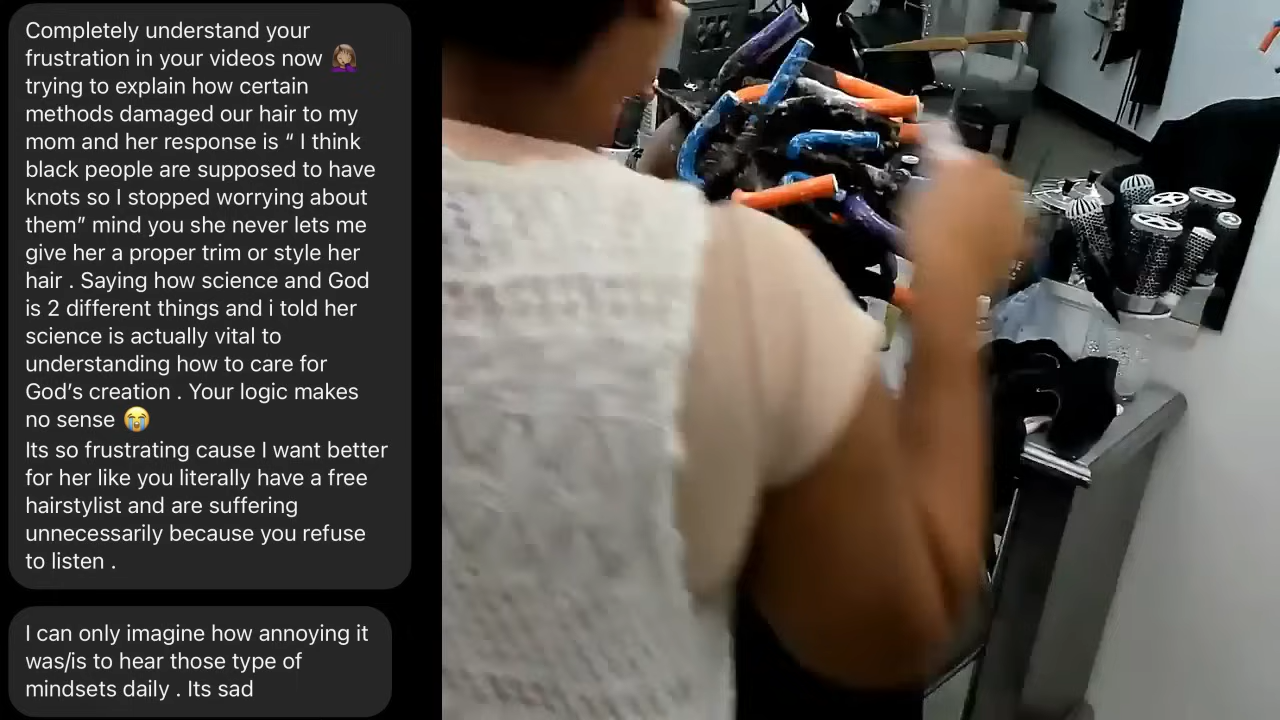 Completely understand your
frustration in your videos now 🤦🏽‍♀️
trying to explain how certain
methods damaged our hair to my
mom and her response is “ I think
black people are supposed to have
knots so I stopped worrying about
them” mind you she never lets me
give her a proper trim or style her
hair . Saying how science and God
is 2 different things and i told her
science is actually vital to
understanding how to care for
God’s creation . Your logic makes
no sense 😭
Its so frustrating cause I want better
for her like you literally have a free
hairstylist and are suffering
unnecessarily because you refuse
to listen .
I can only imagine how annoying it
was/is to hear those type of
mindsets daily . Its sad